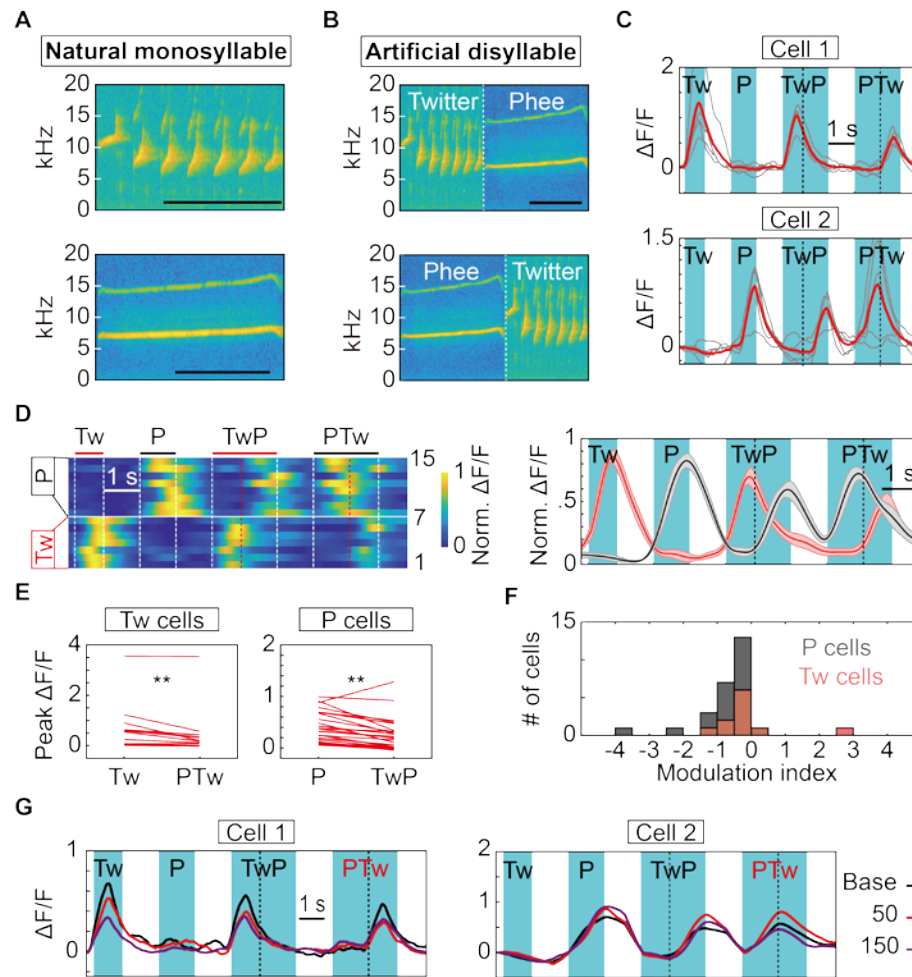 A
B
C
Natural monosyllable
Artificial disyllable
Cell 1
20
15
10
5
0
kHz
20
15
10
5
0
kHz
20
15
10
5
0
kHz
Twitter
Phee
20
15
10
5
0
kHz
Phee
Twitter
2
0
ΔF/F
Tw P TwP PTw
1 s
Cell 2
1.5
0
ΔF/F
Tw P TwP PTw
D
Tw P TwP PTw
P
Tw
1 s
15
7
1
1
0
Norm. ΔF/F
1
.5
0
Norm. ΔF/F
Tw P TwP PTw
1 s
E
Tw cells
P cells
4
2
0
Peak ΔF/F
**
Tw PTw
2
1
0
**
P TwP
F
15
0
# of cells
P cells
Tw cells
-4 -3 -2 -1 0 1 2 3 4
Modulation index
G
Cell 1
Cell 2
1
0
ΔF/F
Tw P TwP PTw
1 s
2
1
0
Tw P TwP PTw
Base
50
150